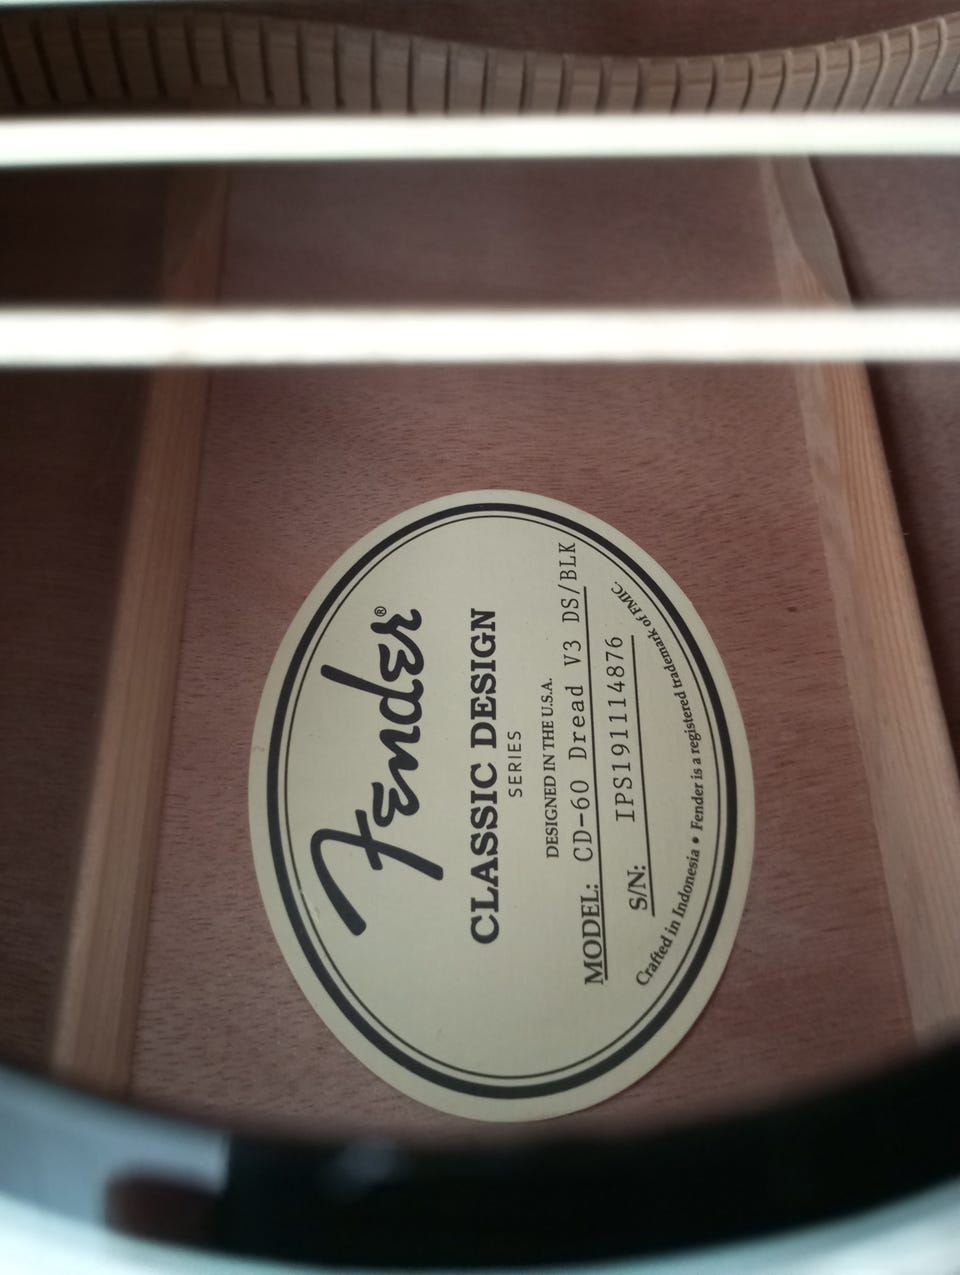 Fender®
CLASSIC DESIGN
SERIES
DESIGNED IN THE U.S.A.
MODEL: CD-60 Dread V3 DS/BLK
S/N: IPS191114876
Crafted in Indonesia • Fender is a registered trademark of FMIC.